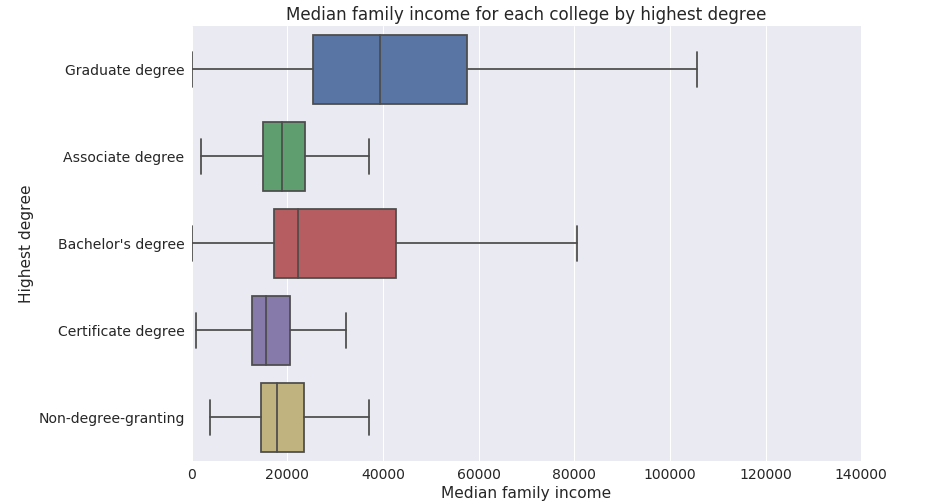 Median family income for each college by highest degree
Highest degree
Graduate degree
Associate degree
Bachelor's degree
Certificate degree
Non-degree-granting
0 20000 40000 60000 80000 100000 120000 140000
Median family income